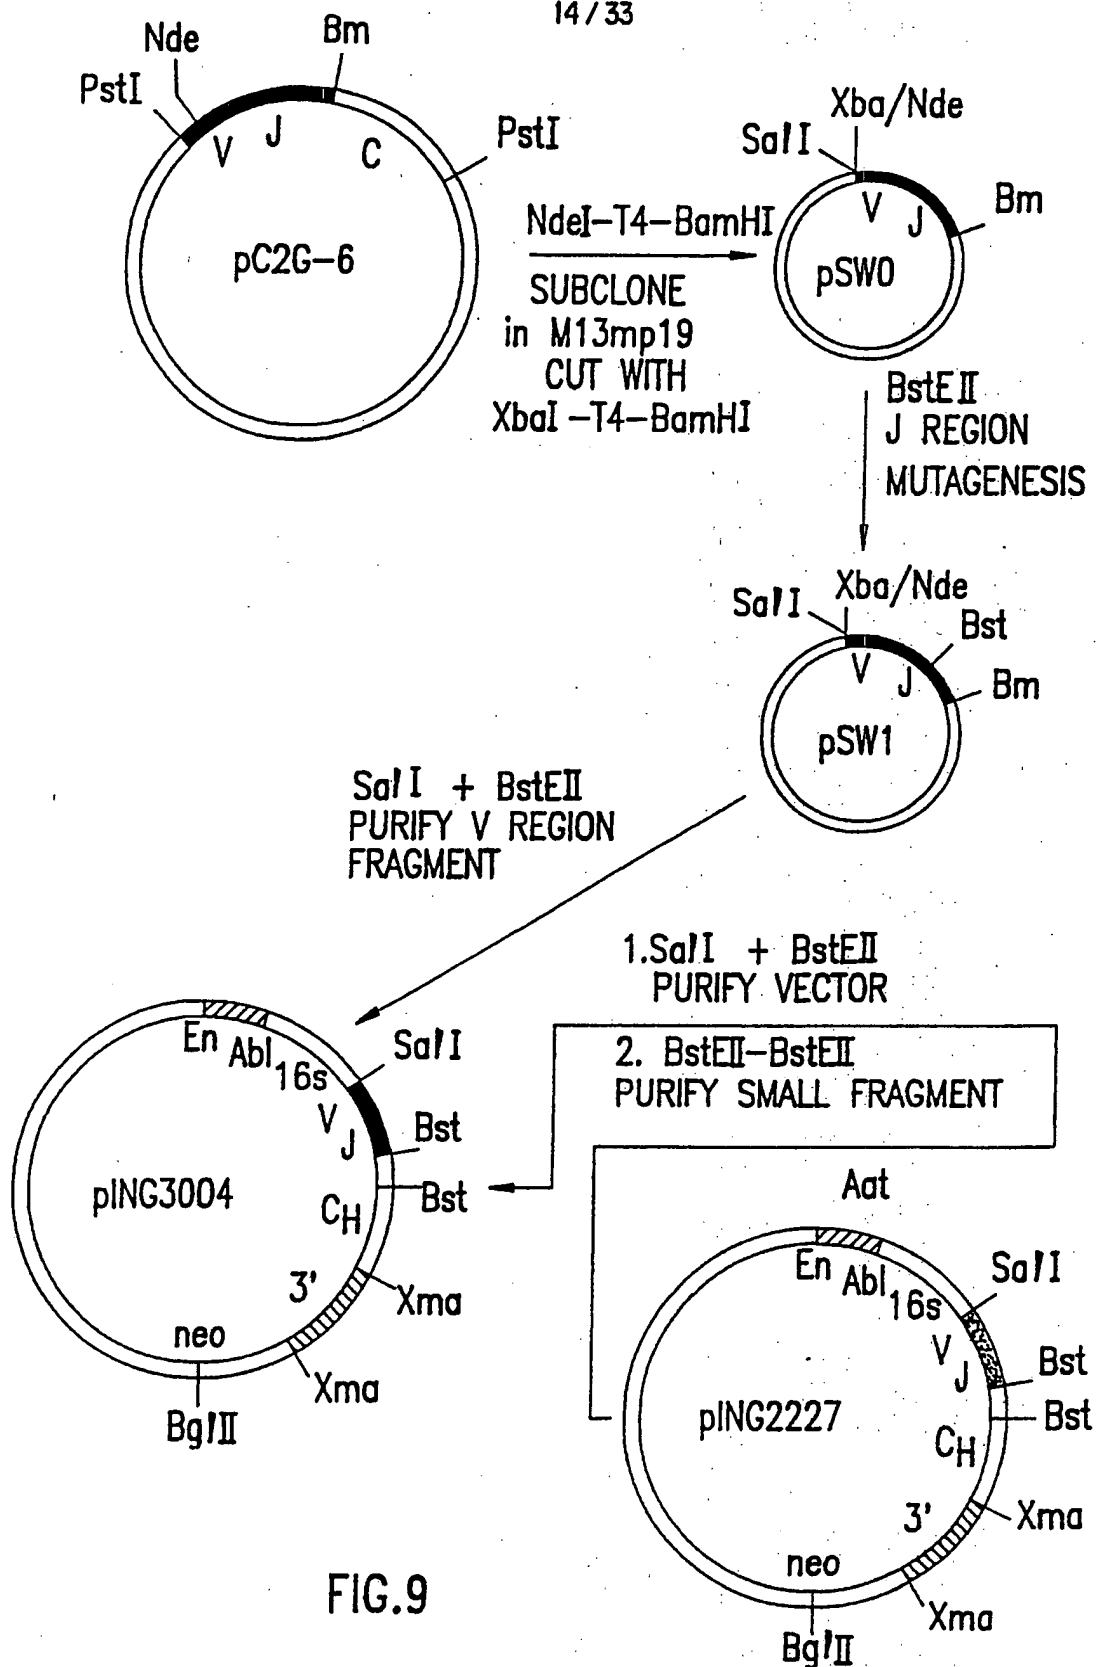 14/33
Nde
Bm
PstI
V
J
C
PstI
pC2G-6
NdeI-T4-BamHI
SUBCLONE
in M13mp19
CUT WITH
XbaI-T4-BamHI
Xba/Nde
SalI
V
J
Bm
pSW0
BstEII
J REGION
MUTAGENESIS
Xba/Nde
SalI
Bst
V
J
Bm
pSW1
SalI + BstEII
PURIFY V REGION
FRAGMENT
1.SalI + BstEII
PURIFY VECTOR
2. BstEII-BstEII
PURIFY SMALL FRAGMENT
En
Abl
16s
SalI
V
J
Bst
Bst
pING3004
CH
3'
Xma
neo
Xma
BglII
Aat
En
Abl
16s
SalI
V
J
Bst
Bst
pING2227
CH
3'
Xma
neo
Xma
BglII
FIG.9